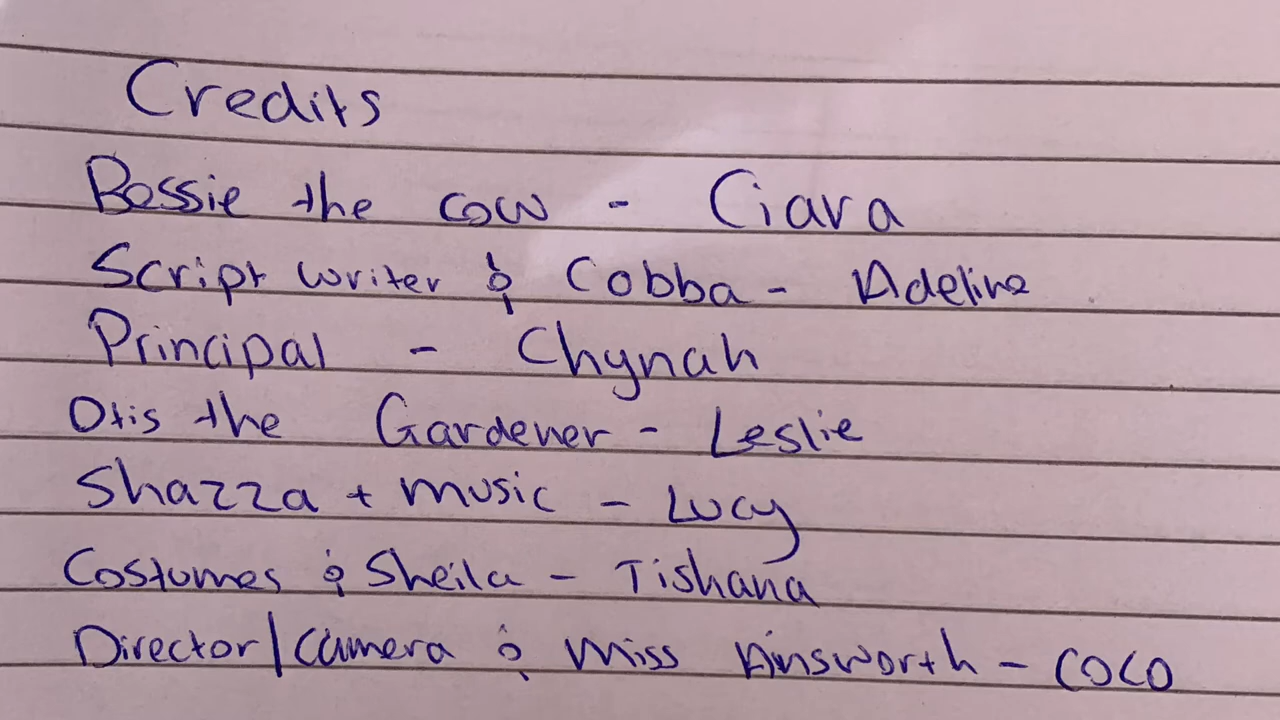 Credits
Bessie the cow - Ciara
Script writer & Cobba - Adeline
Principal - Chynah
Otis the Gardener - Leslie
Shazza + music - Lucy
Costumes & Sheila - Tishana
Director/Camera & Miss Ainsworth - COCO